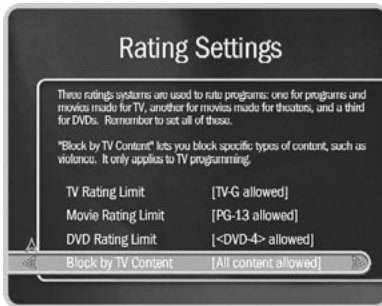 Rating Settings
Three ratings systems are used to rate programs: one for programs and
movies made for TV, another for movies made for theaters, and a third
for DVDs. Remember to set all of these.
"Block by TV Content" lets you block specific types of content, such as
violence. It only applies to TV programming.
TV Rating Limit [TV-G allowed]
Movie Rating Limit [PG-13 allowed]
DVD Rating Limit [<DVD-4> allowed]
Block by TV Content [All content allowed]